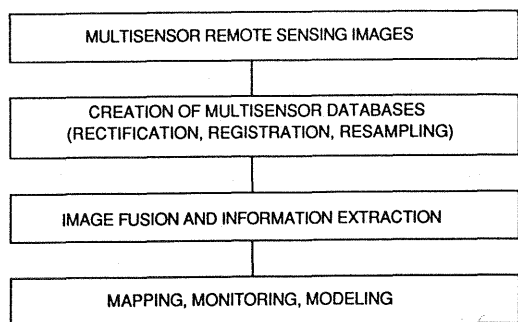 MULTISENSOR REMOTE SENSING IMAGES
CREATION OF MULTISENSOR DATABASES
(RECTIFICATION, REGISTRATION, RESAMPLING)
IMAGE FUSION AND INFORMATION EXTRACTION
MAPPING, MONITORING, MODELING